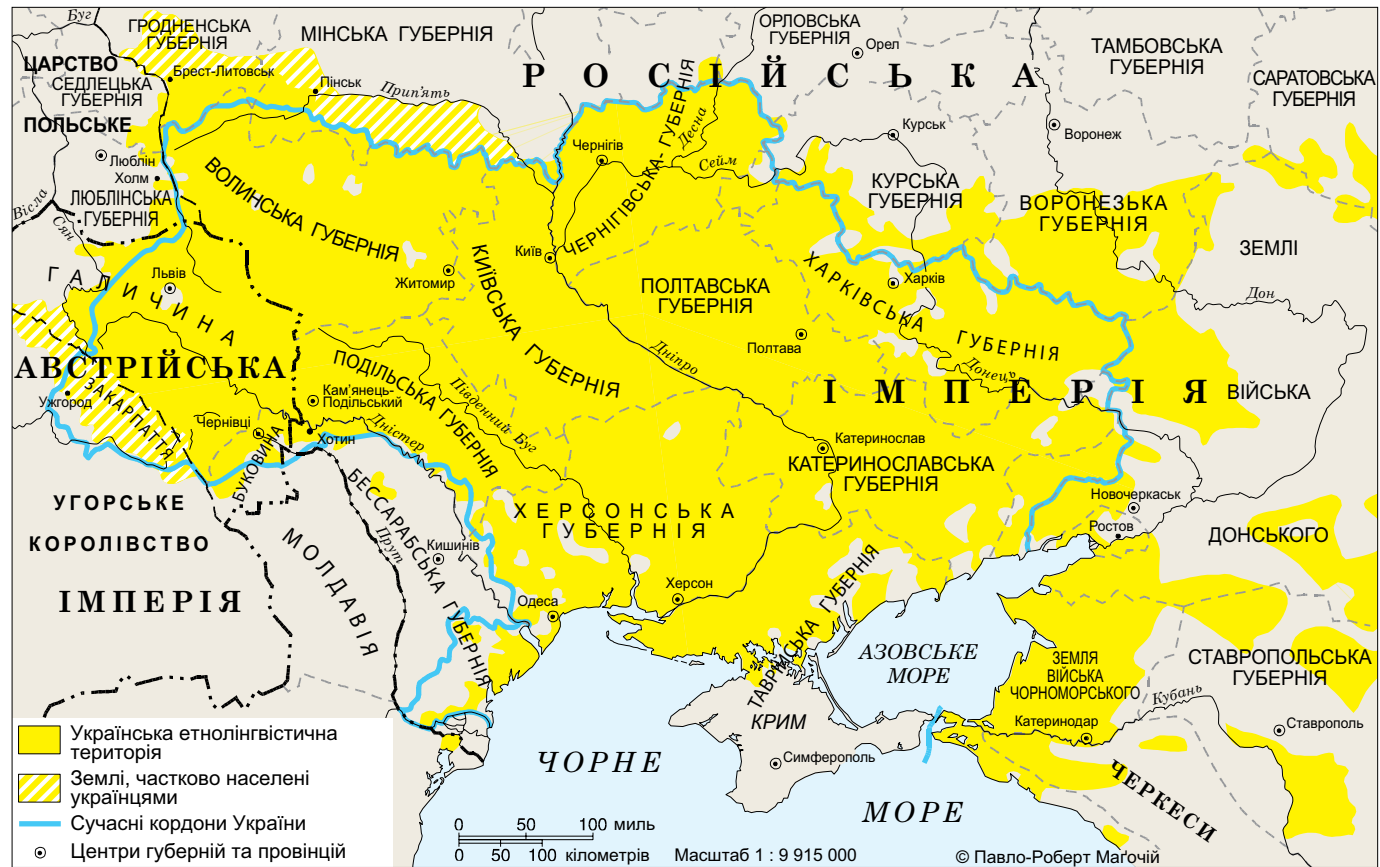 Буг
ГРОДНЕНСЬКА
ГУБЕРНІЯ
МІНСЬКА ГУБЕРНІЯ
ОРЛОВСЬКА
ГУБЕРНІЯ
Орел
ТАМБОВСЬКА
ГУБЕРНІЯ
САРАТОВСЬКА
ГУБЕРНІЯ
ЦАРСТВО
СЕДЛЕЦЬКА
ГУБЕРНІЯ
ПОЛЬСЬКЕ
Брест-Литовськ
Пінськ
Прип'ять
РОСІЙСЬКА
Люблін
Холм
ЛЮБЛІНСЬКА
ГУБЕРНІЯ
Вісла
Сян
ВОЛИНСЬКА ГУБЕРНІЯ
Чернігів
ЧЕРНІГІВСЬКА- ГУБЕРНІЯ
Десна
Сейм
Курськ
Воронеж
КУРСЬКА
ГУБЕРНІЯ
ВОРОНЕЗЬКА
ГУБЕРНІЯ
ЗЕМЛІ
Дон
ГАЛИЧИНА
Львів
Житомир
Київ
КИЇВСЬКА ГУБЕРНІЯ
ПОЛТАВСЬКА
ГУБЕРНІЯ
Полтава
Харків
ХАРКІВСЬКА ГУБЕРНІЯ
Донець
Дніпро
АВСТРІЙСЬКА
ІМПЕРІЯ
ВІЙСЬКА
Ужгород
ЗАКАРПАТТЯ
Чернівці
Кам'янець-
Подільський
ПОДІЛЬСЬКА ГУБЕРНІЯ
Південний Буг
Хотин
Дністер
БУКОВИНА
Катеринослав
КАТЕРИНОСЛАВСЬКА
ГУБЕРНІЯ
УГОРСЬКЕ
КОРОЛІВСТВО
ІМПЕРІЯ
МОЛДАВІЯ
Прут
БЕССАРАБСЬКА ГУБЕРНІЯ
Кишинів
ХЕРСОНСЬКА
ГУБЕРНІЯ
Херсон
Одеса
ТАВРІЙСЬКА ГУБЕРНІЯ
Новочеркаськ
Ростов
ДОНСЬКОГО
АЗОВСЬКЕ
МОРЕ
ЗЕМЛЯ
ВІЙСЬКА
ЧОРНОМОРСЬКОГО
Катеринодар
СТАВРОПОЛЬСЬКА
ГУБЕРНІЯ
Кубань
Ставрополь
КРИМ
Симферополь
ЧЕРКЕСИ
ЧОРНЕ
МОРЕ
Українська етнолінгвістична
територія
Землі, частково населені
українцями
Сучасні кордони України
Центри губерній та провінцій
0 50 100 миль
0 50 100 кілометрів
Масштаб 1 : 9 915 000
© Павло-Роберт Маґочій